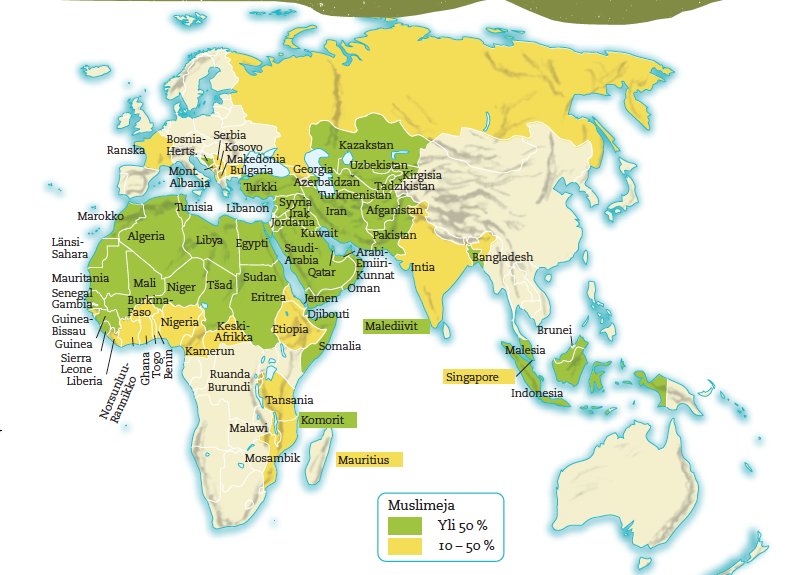 Ranska
Bosnia-
Herts.
Serbia
Kosovo
Makedonia
Bulgaria
Mont.
Albania
Georgia
Azerbaidzan
Turkki
Kazakstan
Uzbekistan
Kirgisia
Tadzikistan
Turkmenistan
Marokko
Tunisia
Libanon
Syyria
Irak
Jordania
Iran
Afganistan
Kuwait
Pakistan
Länsi-
Sahara
Algeria
Libya
Egypti
Saudi-
Arabia
Qatar
Arabi-
Emiiri-
Kunnat
Oman
Intia
Bangladesh
Mauritania
Mali
Niger
Tšad
Sudan
Eritrea
Jemen
Djibouti
Senegal
Gambia
Guinea-
Bissau
Guinea
Sierra
Leone
Liberia
Burkina-
Faso
Nigeria
Keski-
Afrikka
Etiopia
Somalia
Malediivit
Norsunluu-
Rannikko
Ghana
Togo
Benin
Kamerun
Ruanda
Burundi
Tansania
Komorit
Malawi
Mosambik
Mauritius
Brunei
Malesia
Singapore
Indonesia
Muslimeja
Yli 50 %
10 – 50 %